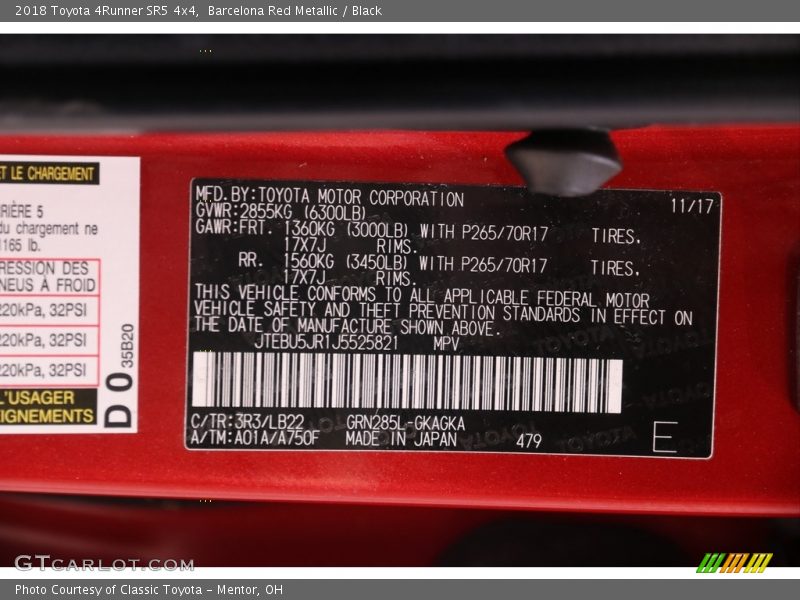 2018 Toyota 4Runner SR5 4x4,  Barcelona Red Metallic / Black
ET LE CHARGEMENT
RIÈRE 5
du chargement ne
1165 lb.
RESSION DES
NEUS À FROID
220kPa, 32PSI
220kPa, 32PSI
220kPa, 32PSI
L'USAGER
EIGNEMENTS
D0 35B20
MFD.BY:TOYOTA MOTOR CORPORATION 11/17
GVWR:2855KG (6300LB)
GAWR:FRT. 1360KG (3000LB) WITH P265/70R17 TIRES.
17X7J RIMS.
RR. 1560KG (3450LB) WITH P265/70R17 TIRES.
17X7J RIMS.
THIS VEHICLE CONFORMS TO ALL APPLICABLE FEDERAL MOTOR
VEHICLE SAFETY AND THEFT PREVENTION STANDARDS IN EFFECT ON
THE DATE OF MANUFACTURE SHOWN ABOVE.
JTEBU5JR1J5525821 MPV
C/TR:3R3/LB22 GRN285L-GKAGKA
A/TM:A01A/A750F MADE IN JAPAN 479 E
GTCARLOT.COM
Photo Courtesy of Classic Toyota - Mentor, OH